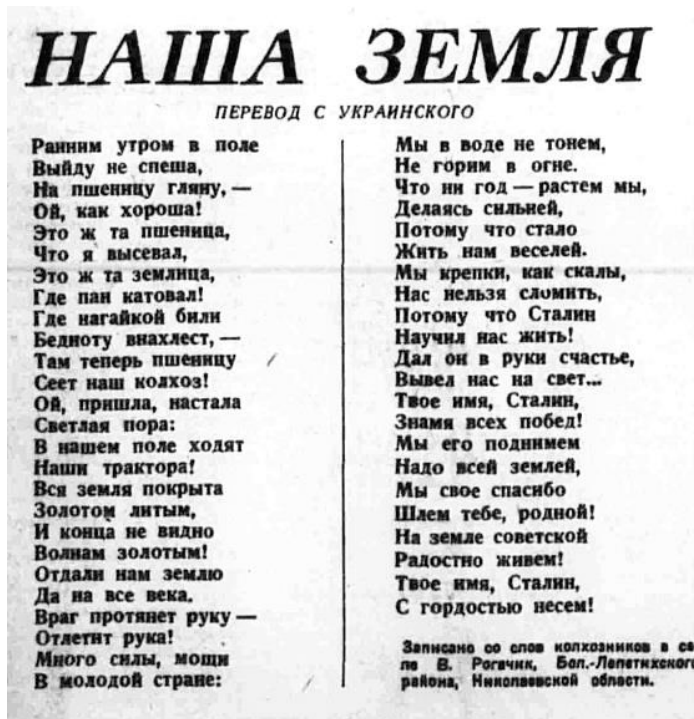 НАША ЗЕМЛЯ
ПЕРЕВОД С УКРАИНСКОГО
Ранним утром в поле
Выйду не спеша,
На пшеницу гляну, —
Ой, как хороша!
Это ж та пшеница,
Что я высевал,
Это ж та землица,
Где пан катовал!
Где нагайкой били
Бедноту внахлест, —
Там теперь пшеницу
Сеет наш колхоз!
Ой, пришла, настала
Светлая пора:
В нашем поле ходят
Наши трактора!
Вся земля покрыта
Золотом литым,
И конца не видно
Волнам золотым!
Отдали нам землю
Да на все века.
Враг протянет руку —
Отлетит рука!
Много силы, мощи
В молодой стране:
Мы в воде не тонем,
Не горим в огне.
Что ни год — растем мы,
Делаясь сильней,
Потому что стало
Жить нам веселей.
Мы крепки, как скалы,
Нас нельзя сломить,
Потому что Сталин
Научил нас жить!
Дал он в руки счастье,
Вывел нас на свет...
Твое имя, Сталин,
Знамя всех побед!
Мы его поднимем
Надо всей землей,
Мы свое спасибо
Шлем тебе, родной!
На земле советской
Радостно живем!
Твое имя, Сталин,
С гордостью несем!
Записано со слов колхозников в се-
ле В. Рогачик, Бол.-Лепетихского
района, Николаевской области.